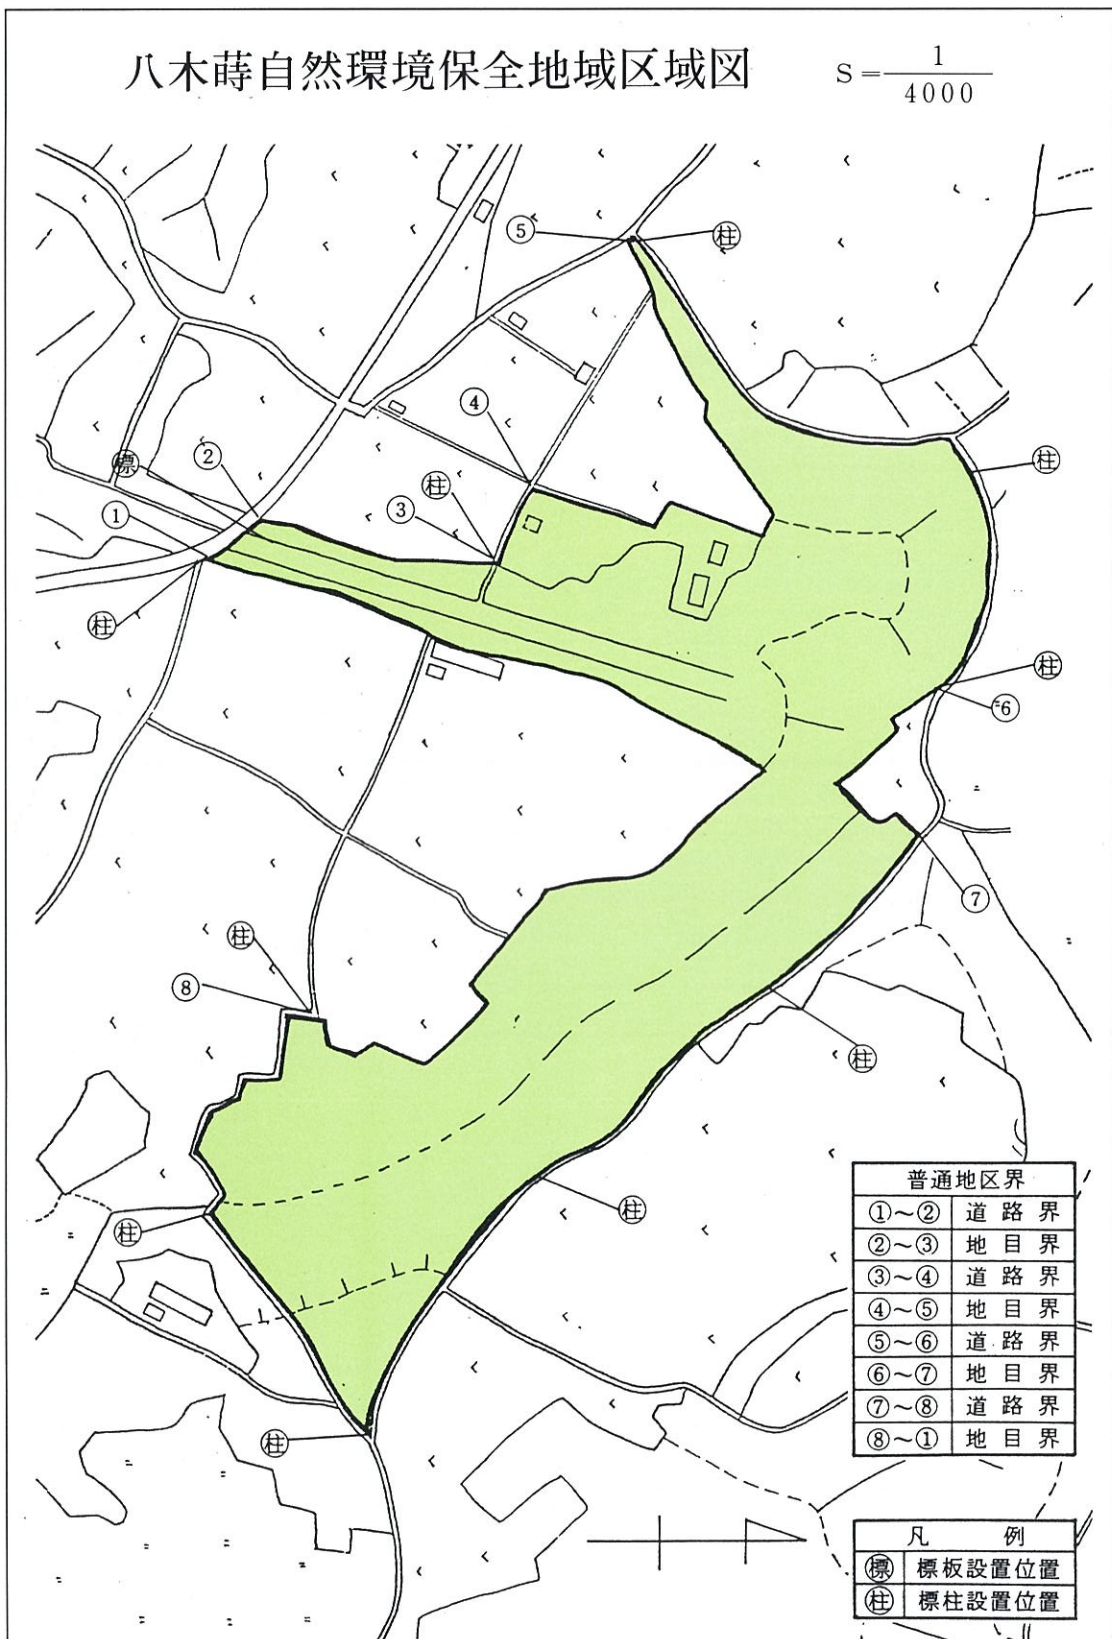 八木蒔自然環境保全地域区域図 S=1/4000
⑤ 柱
④
柱
② 標
柱
③
①
柱
柱
⑥
⑦
柱
⑧
柱
柱
柱
柱
普通地区界
①～② 道路界
②～③ 地目界
③～④ 道路界
④～⑤ 地目界
⑤～⑥ 道路界
⑥～⑦ 地目界
⑦～⑧ 道路界
⑧～① 地目界
凡例
標 標板設置位置
柱 標柱設置位置